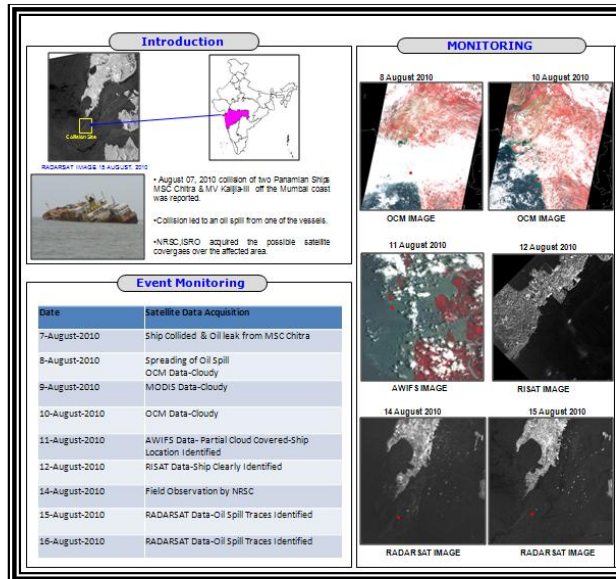 Introduction
Collision Site
RADARSAT IMAGE 15 AUGUST, 2010
• August 07, 2010 collision of two Panamian Ships
MSC Chitra & MV Kalijia-III off the Mumbai coast
was reported.
•Collision led to an oil spill from one of the vessels.
•NRSC,ISRO acquired the possible satellite
covergaes over the affected area.
Event Monitoring
Date Satellite Data Acquisition
7-August-2010 Ship Collided & Oil leak from MSC Chitra
8-August-2010 Spreading of Oil Spill
OCM Data-Cloudy
9-August-2010 MODIS Data-Cloudy
10-August-2010 OCM Data-Cloudy
11-August-2010 AWIFS Data- Partial Cloud Covered-Ship
Location Identified
12-August-2010 RISAT Data-Ship Clearly Identified
14-August-2010 Field Observation by NRSC
15-August-2010 RADARSAT Data-Oil Spill Traces Identified
16-August-2010 RADARSAT Data-Oil Spill Traces Identified
MONITORING
8 August 2010 10 August 2010
OCM IMAGE OCM IMAGE
11 August 2010 12 August 2010
AWIFS IMAGE RISAT IMAGE
14 August 2010 15 August 2010
RADARSAT IMAGE RADARSAT IMAGE